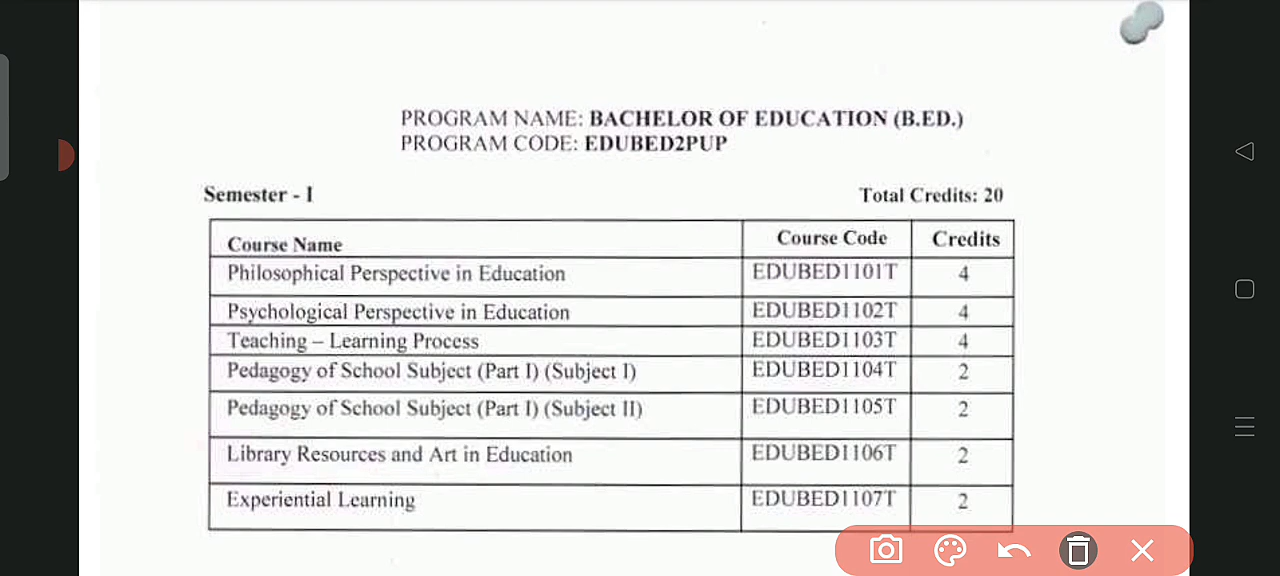 PROGRAM NAME: BACHELOR OF EDUCATION (B.ED.)
PROGRAM CODE: EDUBED2PUP
Semester - I Total Credits: 20
Course Name Course Code Credits
Philosophical Perspective in Education EDUBED1101T 4
Psychological Perspective in Education EDUBED1102T 4
Teaching – Learning Process EDUBED1103T 4
Pedagogy of School Subject (Part I) (Subject I) EDUBED1104T 2
Pedagogy of School Subject (Part I) (Subject II) EDUBED1105T 2
Library Resources and Art in Education EDUBED1106T 2
Experiential Learning EDUBED1107T 2